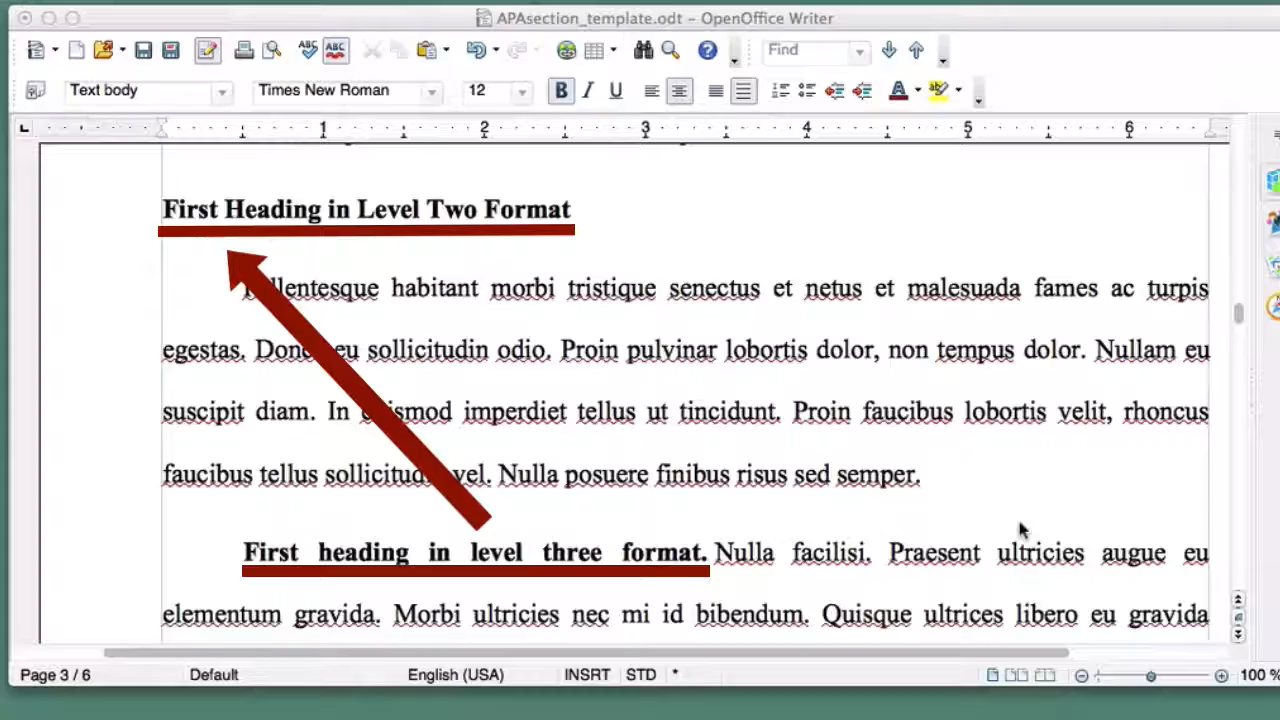 APAsection_template.odt – OpenOffice Writer
ABC ABC Find
Text body Times New Roman 12 B I U A
1 2 3 4 5 6
First Heading in Level Two Format
habitant morbi tristique senectus et netus et malesuada fames ac turpis
egestas. eu sollicitudin odio. Proin pulvinar lobortis dolor, non tempus dolor. Nullam eu
suscipit diam. In imperdiet tellus ut tincidunt. Proin faucibus lobortis velit, rhoncus
faucibus tellus vel. Nulla posuere finibus risus sed semper.
First heading in level three format. Nulla facilisi. Praesent ultricies augue eu
elementum gravida. Morbi ultricies nec mi id bibendum. Quisque ultrices libero eu gravida
Page 3 / 6 Default English (USA) INSRT STD * 100 %